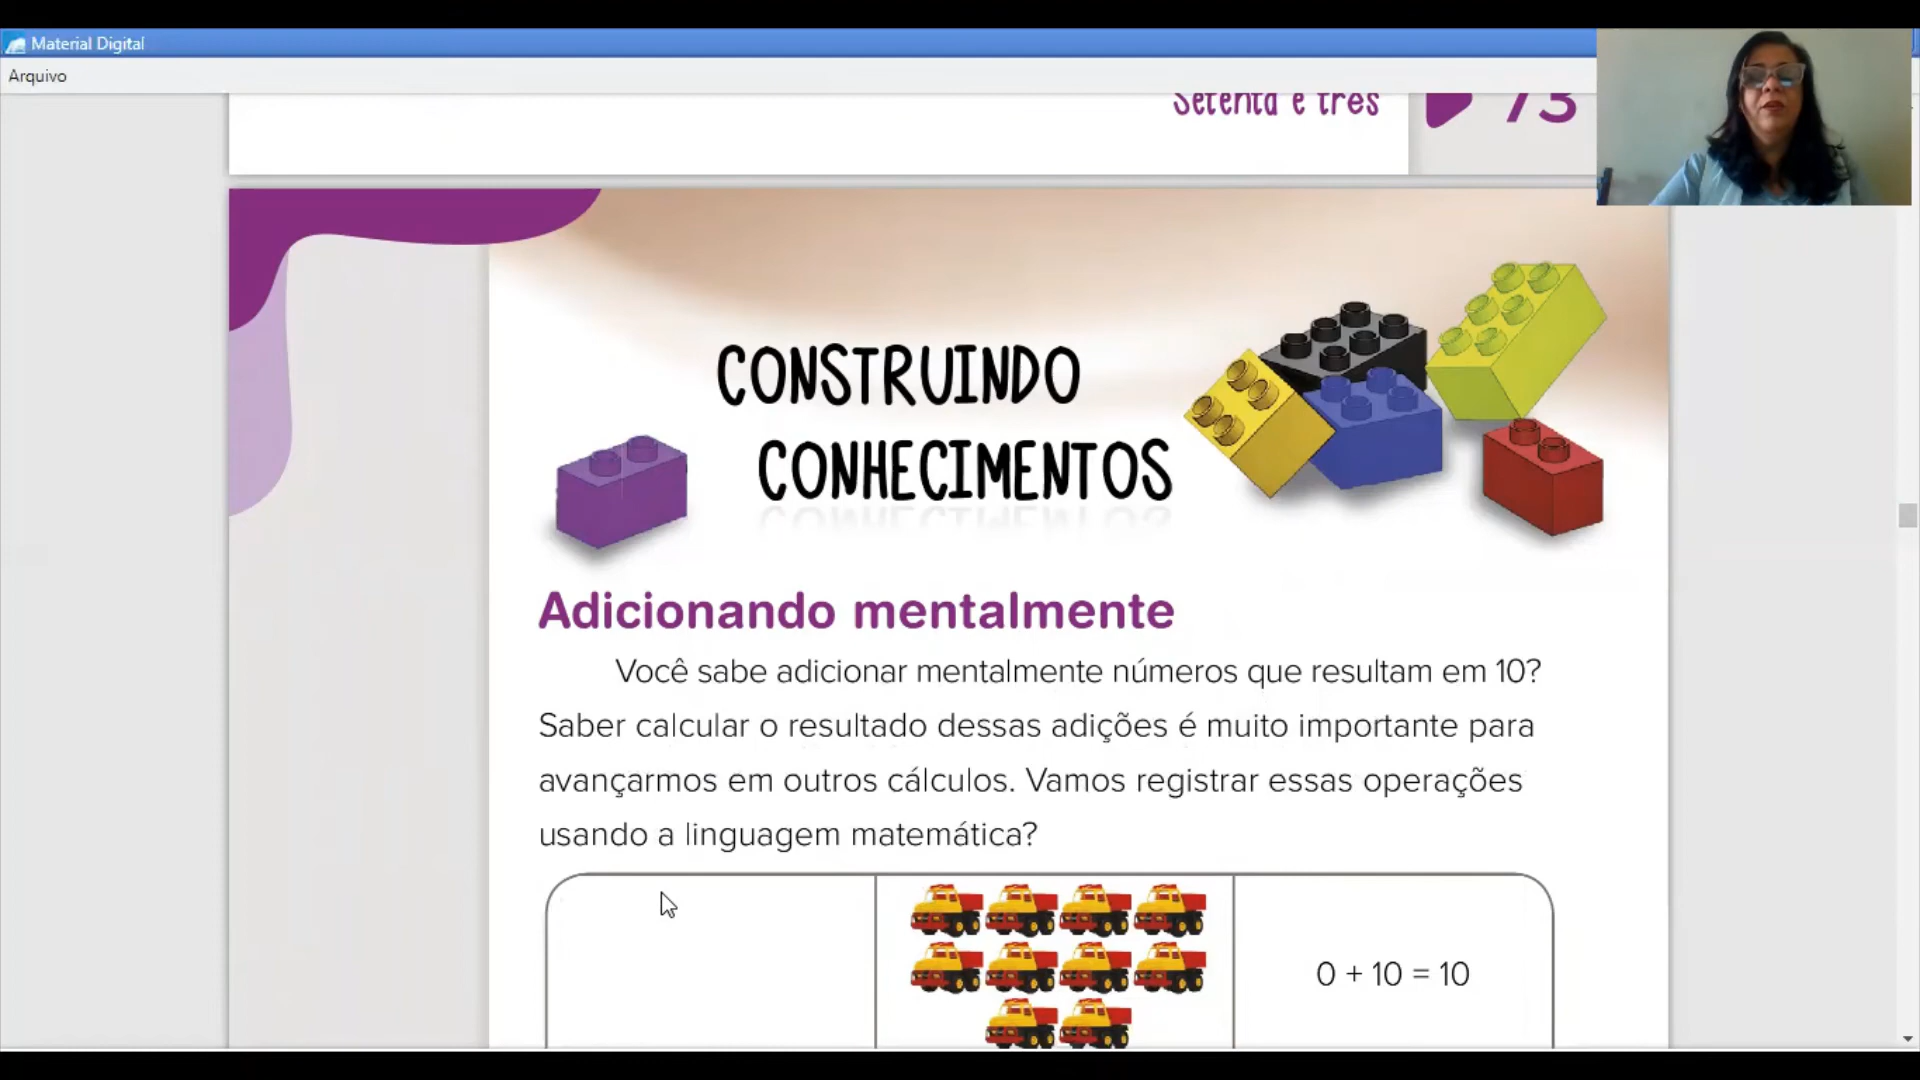 Material Digital
Arquivo
Setenta e três
73
CONSTRUINDO
CONHECIMENTOS
Adicionando mentalmente
Você sabe adicionar mentalmente números que resultam em 10?
Saber calcular o resultado dessas adições é muito importante para
avançarmos em outros cálculos. Vamos registrar essas operações
usando a linguagem matemática?
0 + 10 = 10